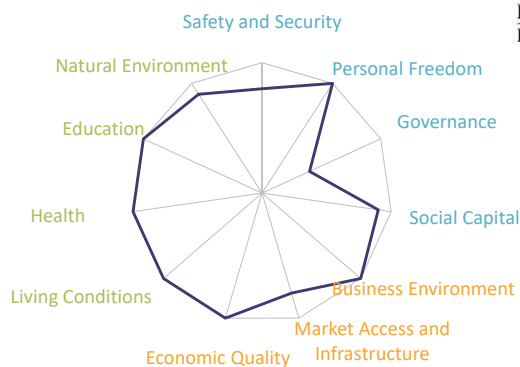 Safety and Security
Natural Environment
Personal Freedom
Education
Governance
Health
Social Capital
Living Conditions
Business Environment
Market Access and
Infrastructure
Economic Quality